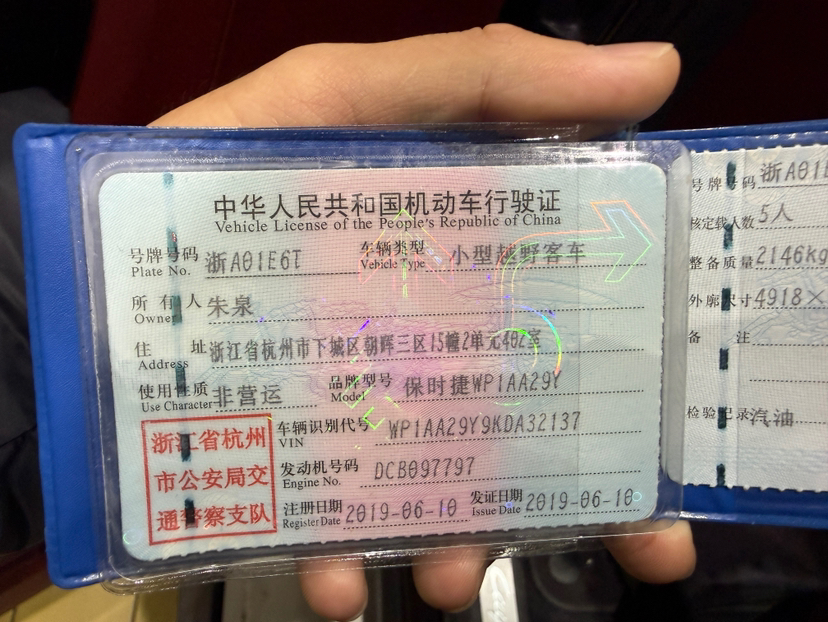 中华人民共和国机动车行驶证
Vehicle License of the People's Republic of China
号牌号码 浙A01E6T 车辆类型 小型越野客车
Plate No. Vehicle Type
所有人 朱泉
Owner
住址 浙江省杭州市下城区朝晖三区15幢2单元402室
Address
使用性质 非营运 品牌型号 保时捷WP1AA29Y
Use Character Model
浙江省杭州
市公安局交
通警察支队
车辆识别代号 WP1AA29Y9KDA32137
VIN
发动机号码 DCB097797
Engine No.
注册日期 2019-06-10 发证日期 2019-06-10
Register Date Issue Date
号牌号码 浙A01E
核定载人数 5人
整备质量 2146kg
外廓尺寸 4918×
备注
检验记录 汽油